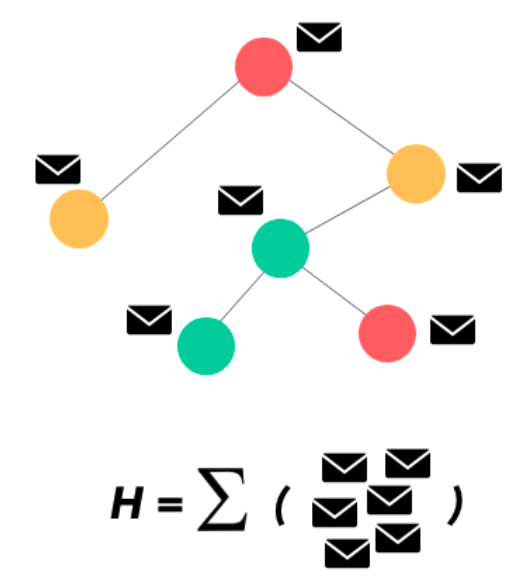 H = ∑ ( )